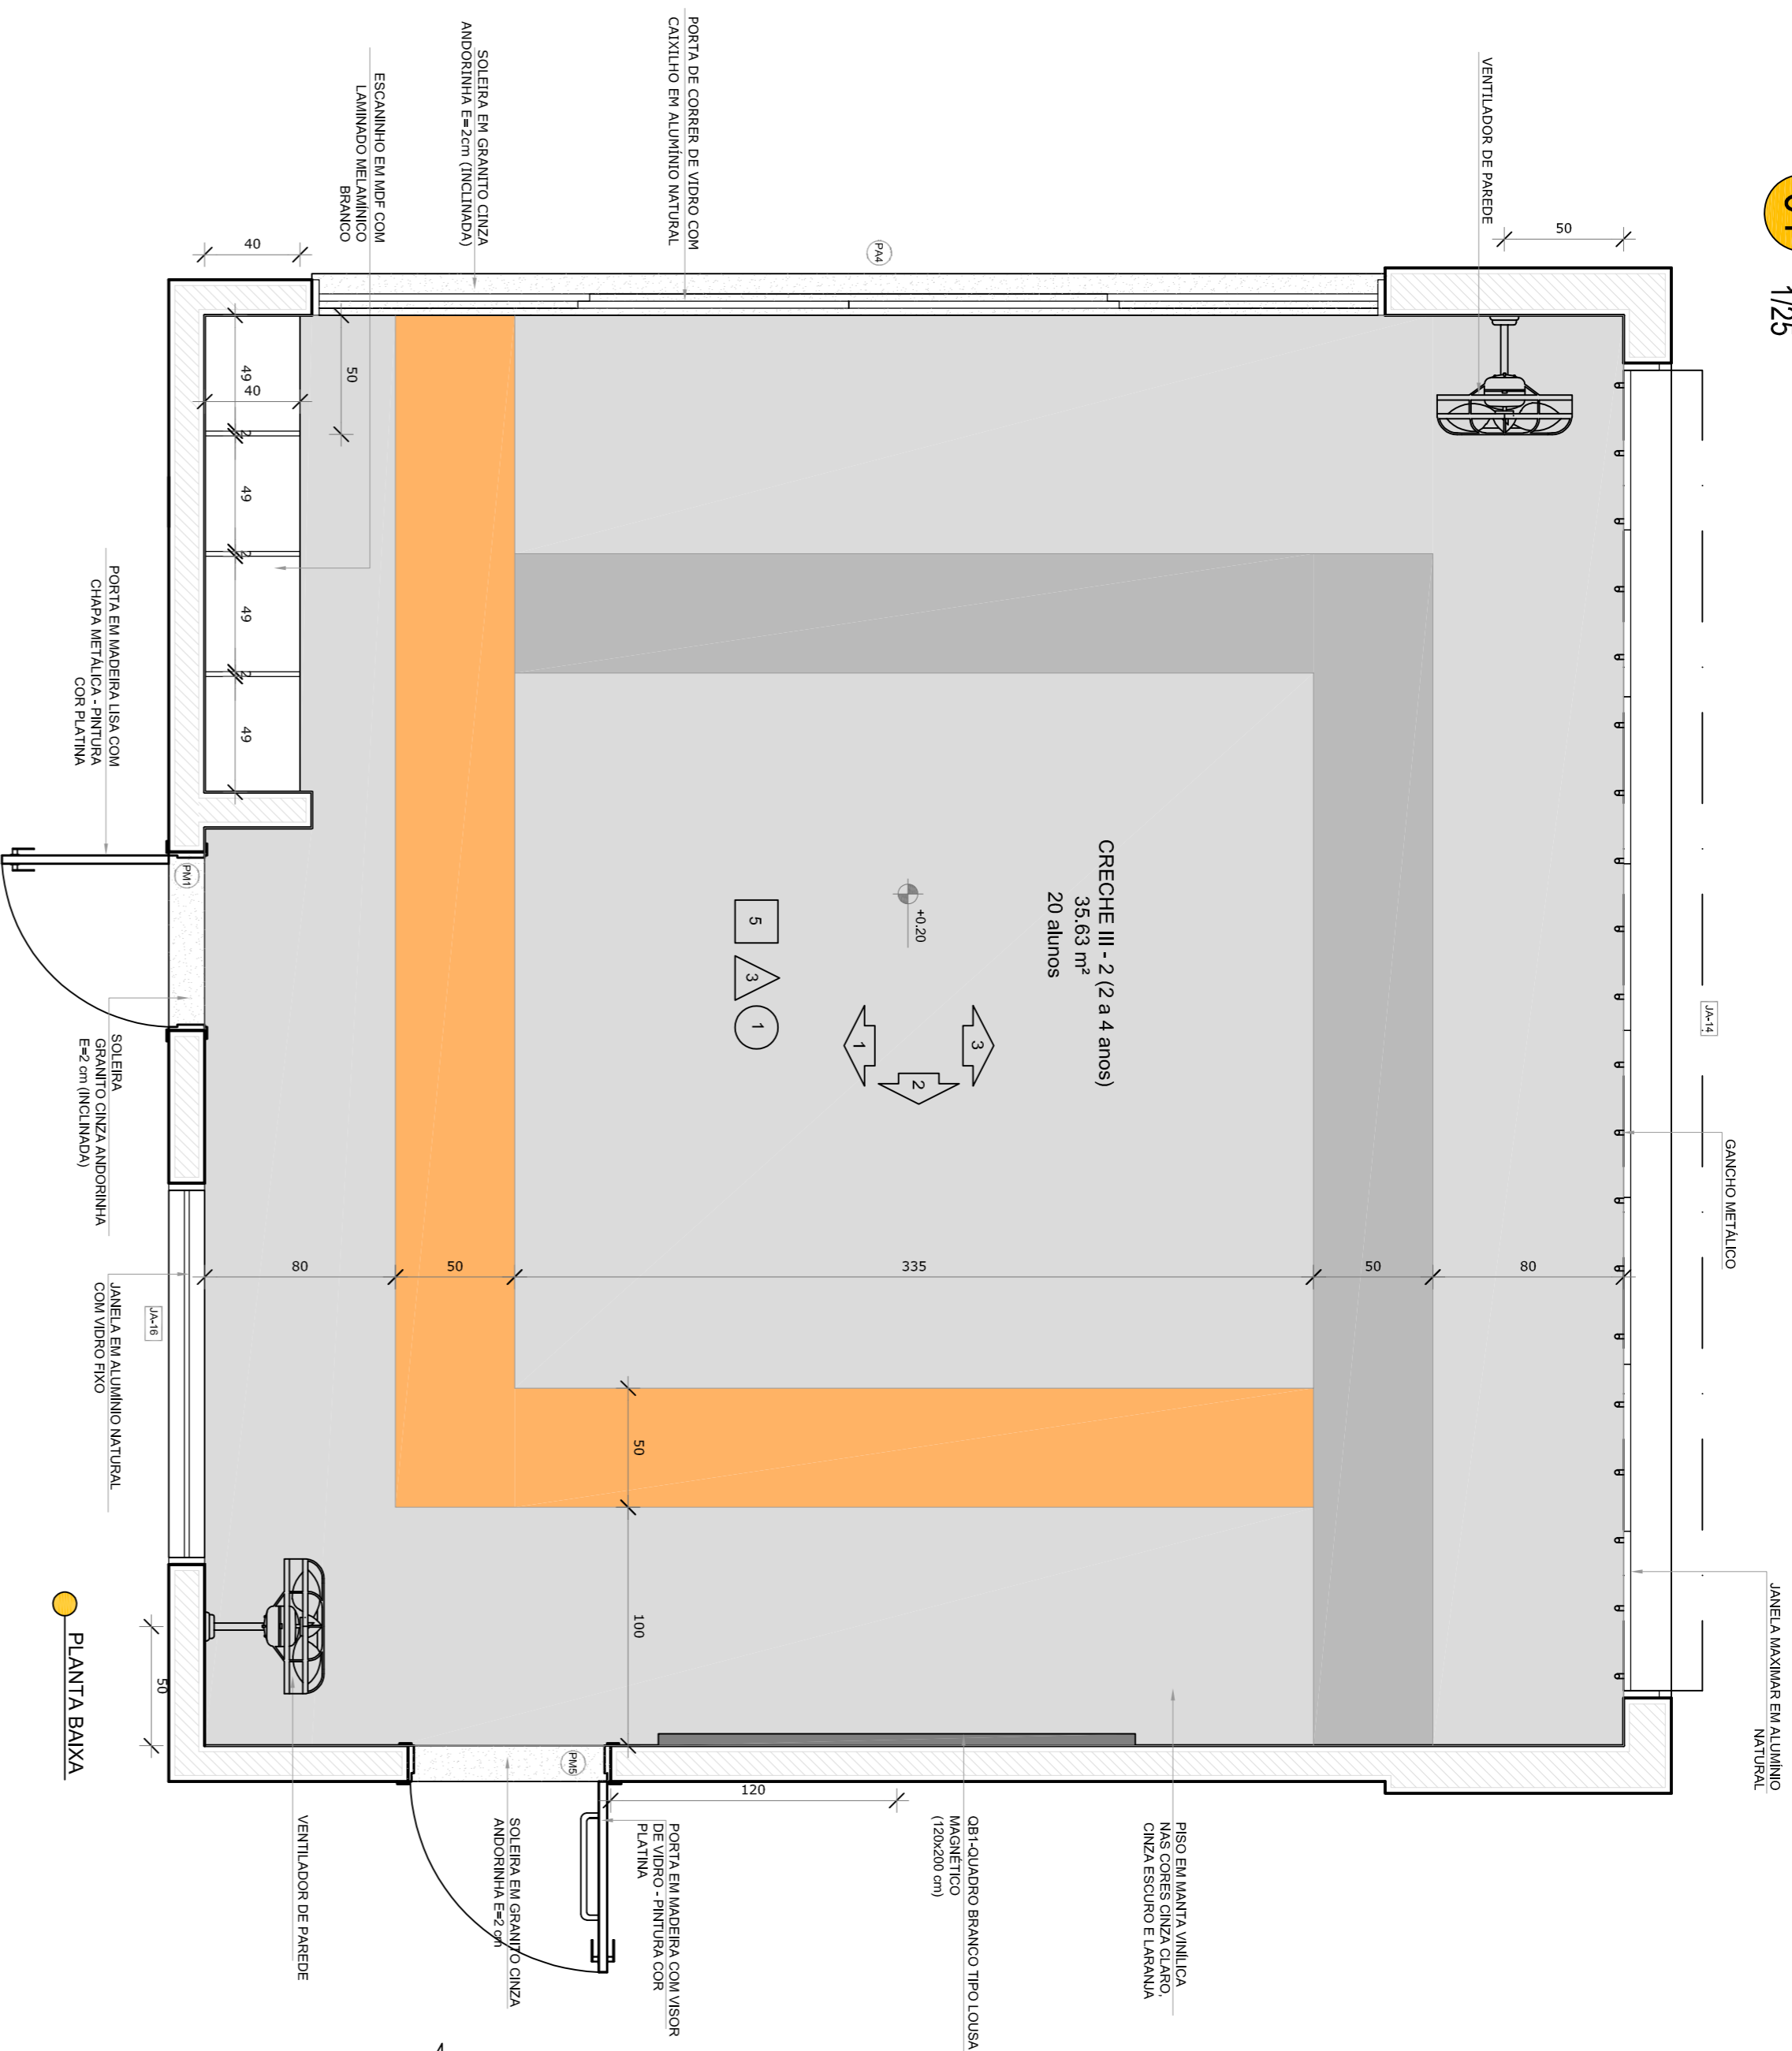 1/25
VENTILADOR DE PAREDE
50
PORTA DE CORRER DE VIDRO COM
CAIXILHO EM ALUMÍNIO NATURAL
SOLEIRA EM GRANITO CINZA
ANDORINHA E=2cm (INCLINADA)
ESCANINHO EM MDF COM
LAMINADO MELAMÍNICO
BRANCO
PA4
40
50
40
49
2
49
2
49
2
49
PORTA EM MADEIRA LISA COM
CHAPA METÁLICA - PINTURA
COR PLATINA
PM1
SOLEIRA
GRANITO CINZA ANDORINHA
E=2 cm (INCLINADA)
CRECHE III - 2 (2 a 4 anos)
35.63 m²
20 alunos
+0.20
5
3
1
3
2
1
JA-14
GANCHO METÁLICO
JANELA MAXIMAR EM ALUMÍNIO
NATURAL
80
50
335
50
80
50
100
JA-16
JANELA EM ALUMÍNIO NATURAL
COM VIDRO FIXO
50
PM5
120
PISO EM MANTA VINÍLICA
NAS CORES CINZA CLARO,
CINZA ESCURO E LARANJA
QB1-QUADRO BRANCO TIPO LOUSA
MAGNÉTICO
(120x200 cm)
PORTA EM MADEIRA COM VISOR
DE VIDRO - PINTURA COR
PLATINA
SOLEIRA EM GRANITO CINZA
ANDORINHA E=2 cm
VENTILADOR DE PAREDE
PLANTA BAIXA